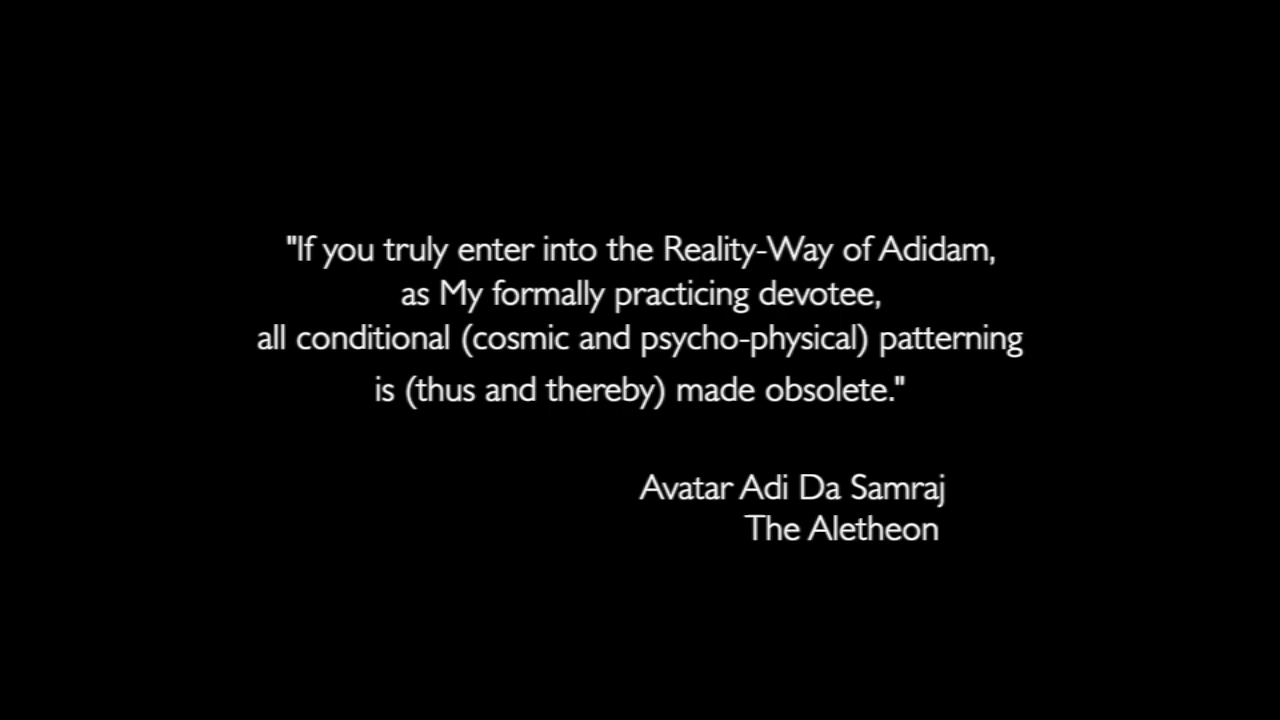 "If you truly enter into the Reality-Way of Adidam,
as My formally practicing devotee,
all conditional (cosmic and psycho-physical) patterning
is (thus and thereby) made obsolete."
Avatar Adi Da Samraj
The Aletheon